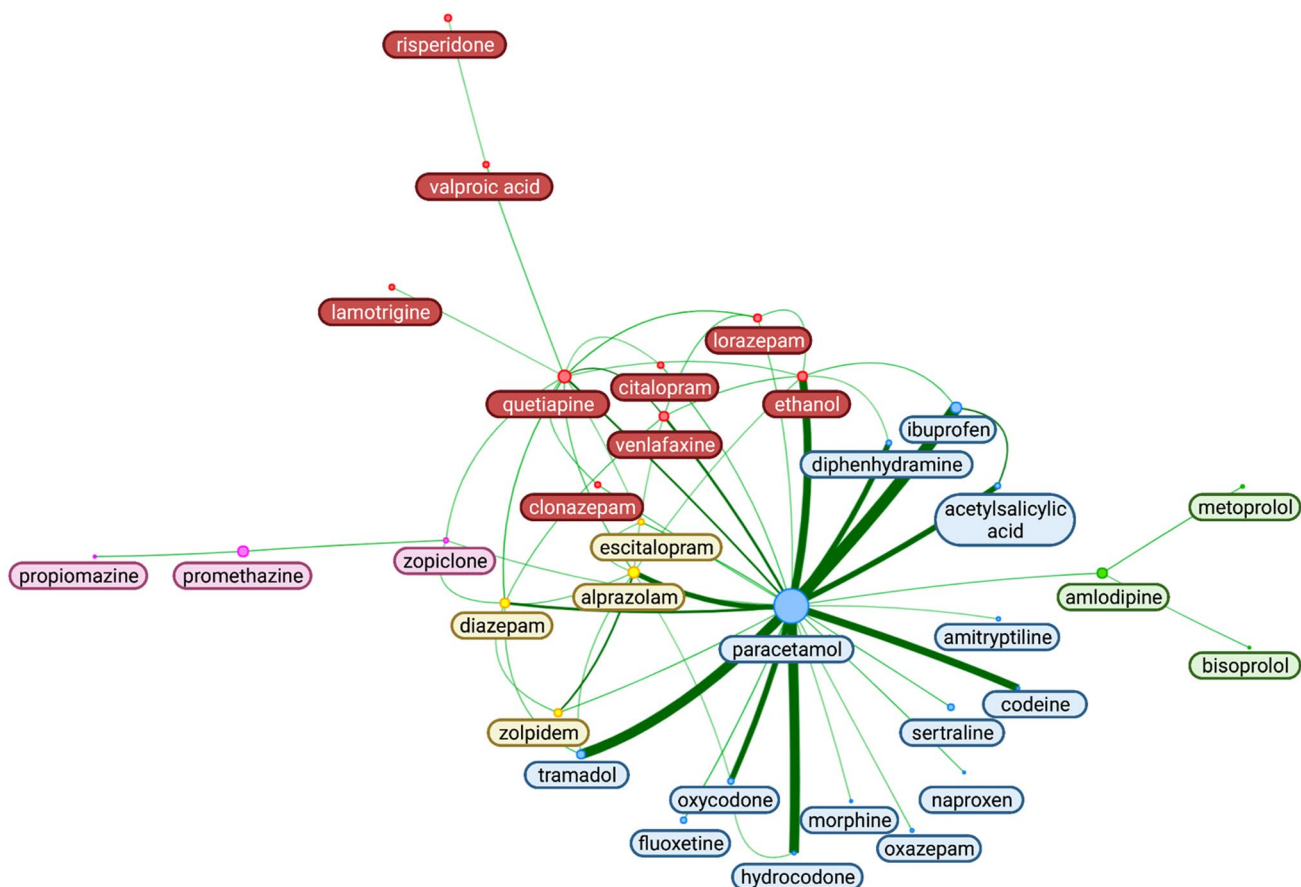 risperidone
valproic acid
lamotrigine
lorazepam
citalopram
quetiapine
ethanol
ibuprofen
venlafaxine
diphenhydramine
clonazepam
acetylsalicylic
acid
metoprolol
escitalopram
zopiclone
propiomazine
promethazine
alprazolam
amlodipine
diazepam
amitryptiline
paracetamol
bisoprolol
codeine
zolpidem
sertraline
tramadol
oxycodone
naproxen
morphine
fluoxetine
oxazepam
hydrocodone